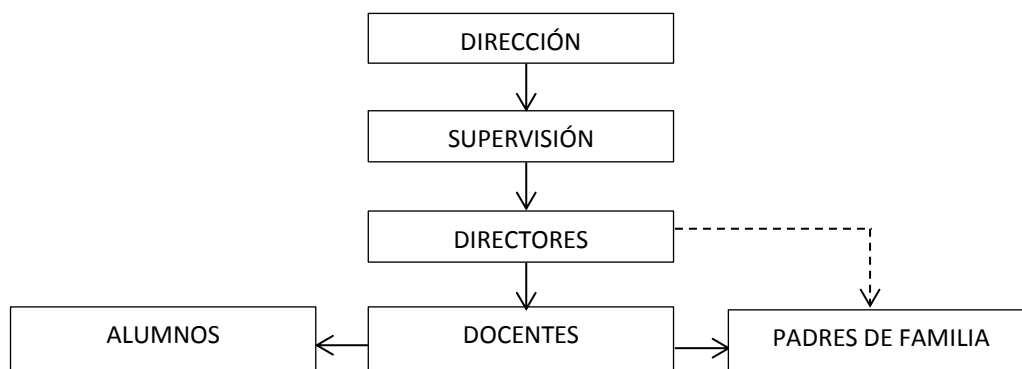 DIRECCIÓN
SUPERVISIÓN
DIRECTORES
ALUMNOS
DOCENTES
PADRES DE FAMILIA